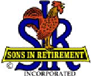 SIR
SONS IN RETIREMENT
©
INCORPORATED